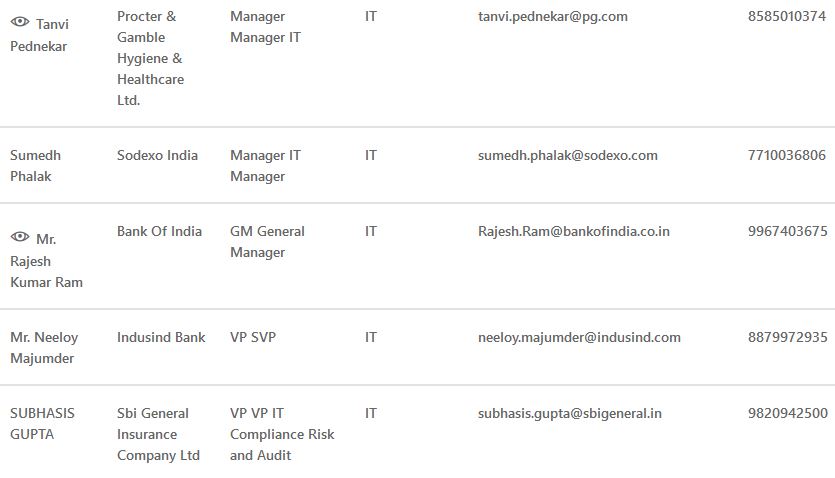 Tanvi Pednekar Procter & Gamble Hygiene & Healthcare Ltd. Manager Manager IT IT tanvi.pednekar@pg.com 8585010374
Sumedh Phalak Sodexo India Manager IT Manager IT sumedh.phalak@sodexo.com 7710036806
Mr. Rajesh Kumar Ram Bank Of India GM General Manager IT Rajesh.Ram@bankofindia.co.in 9967403675
Mr. Neeloy Majumder Indusind Bank VP SVP IT neeloy.majumder@indusind.com 8879972935
SUBHASIS GUPTA Sbi General Insurance Company Ltd VP VP IT Compliance Risk and Audit IT subhasis.gupta@sbigeneral.in 9820942500